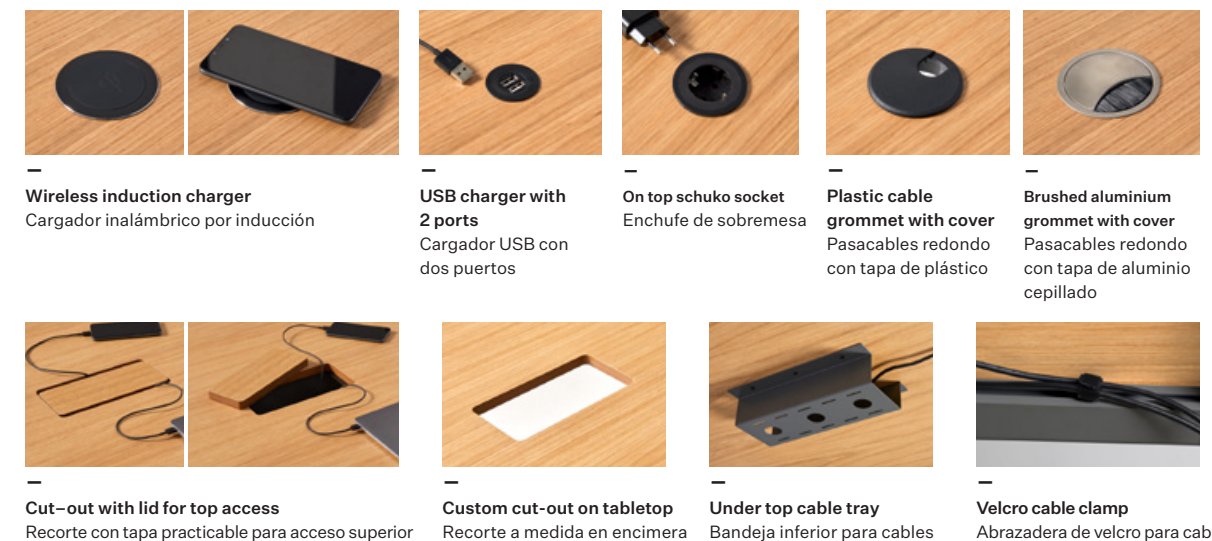 Wireless induction charger
Cargador inalámbrico por inducción
USB charger with
2 ports
Cargador USB con
dos puertos
On top schuko socket
Enchufe de sobremesa
Plastic cable
grommet with cover
Pasacables redondo
con tapa de plástico
Brushed aluminium
grommet with cover
Pasacables redondo
con tapa de aluminio
cepillado
Cut–out with lid for top access
Recorte con tapa practicable para acceso superior
Custom cut-out on tabletop
Recorte a medida en encimera
Under top cable tray
Bandeja inferior para cables
Velcro cable clamp
Abrazadera de velcro para cab